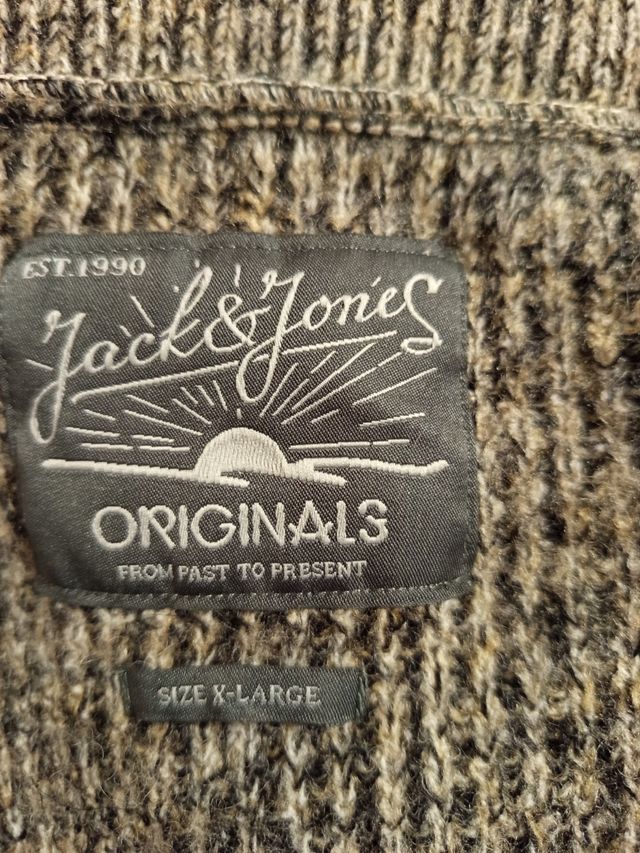 EST.1990
Jack & Jones
ORIGINALS
FROM PAST TO PRESENT
SIZE X-LARGE